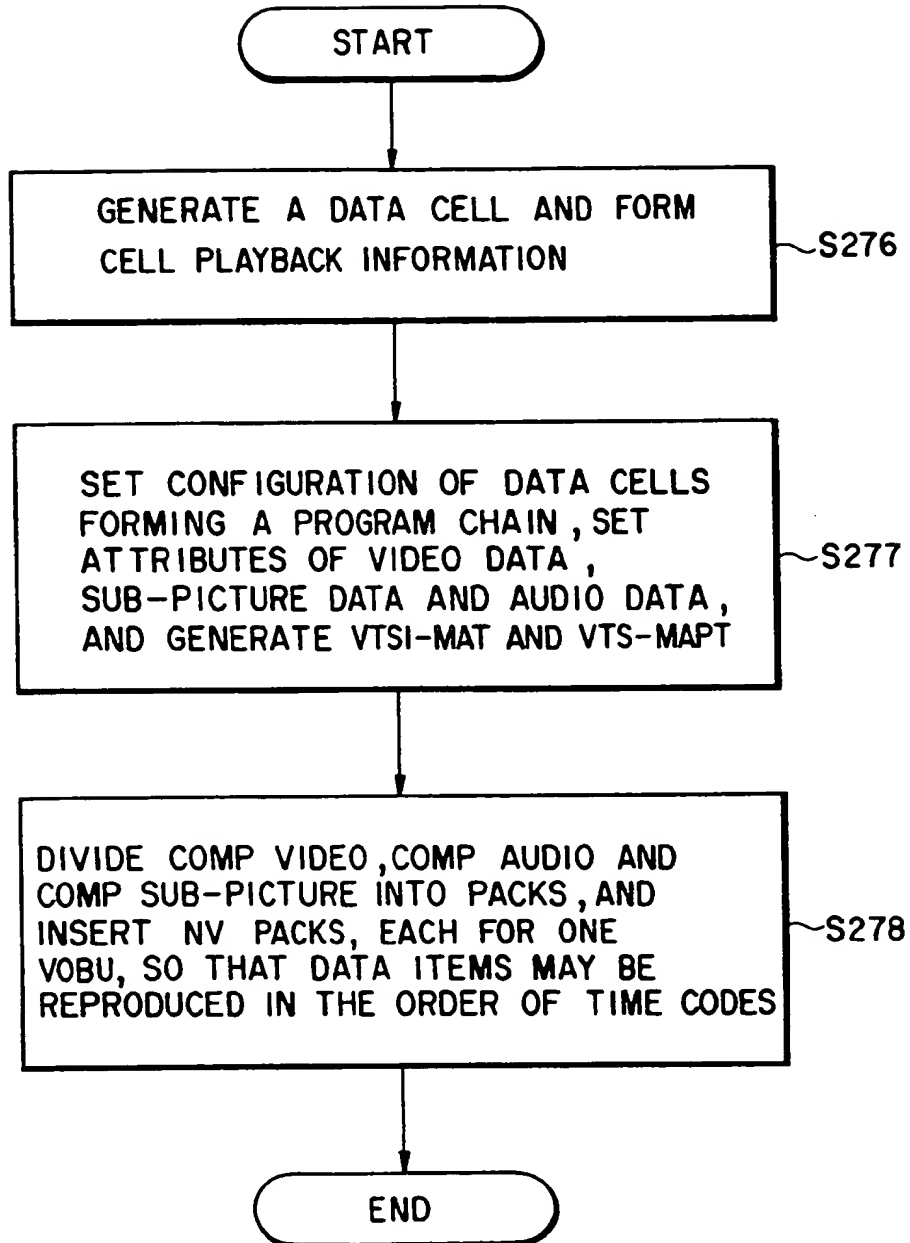 START
GENERATE A DATA CELL AND FORM
CELL PLAYBACK INFORMATION
S276
SET CONFIGURATION OF DATA CELLS
FORMING A PROGRAM CHAIN, SET
ATTRIBUTES OF VIDEO DATA,
SUB-PICTURE DATA AND AUDIO DATA,
AND GENERATE VTSI-MAT AND VTS-MAPT
S277
DIVIDE COMP VIDEO, COMP AUDIO AND
COMP SUB-PICTURE INTO PACKS, AND
INSERT NV PACKS, EACH FOR ONE
VOBU, SO THAT DATA ITEMS MAY BE
REPRODUCED IN THE ORDER OF TIME CODES
S278
END